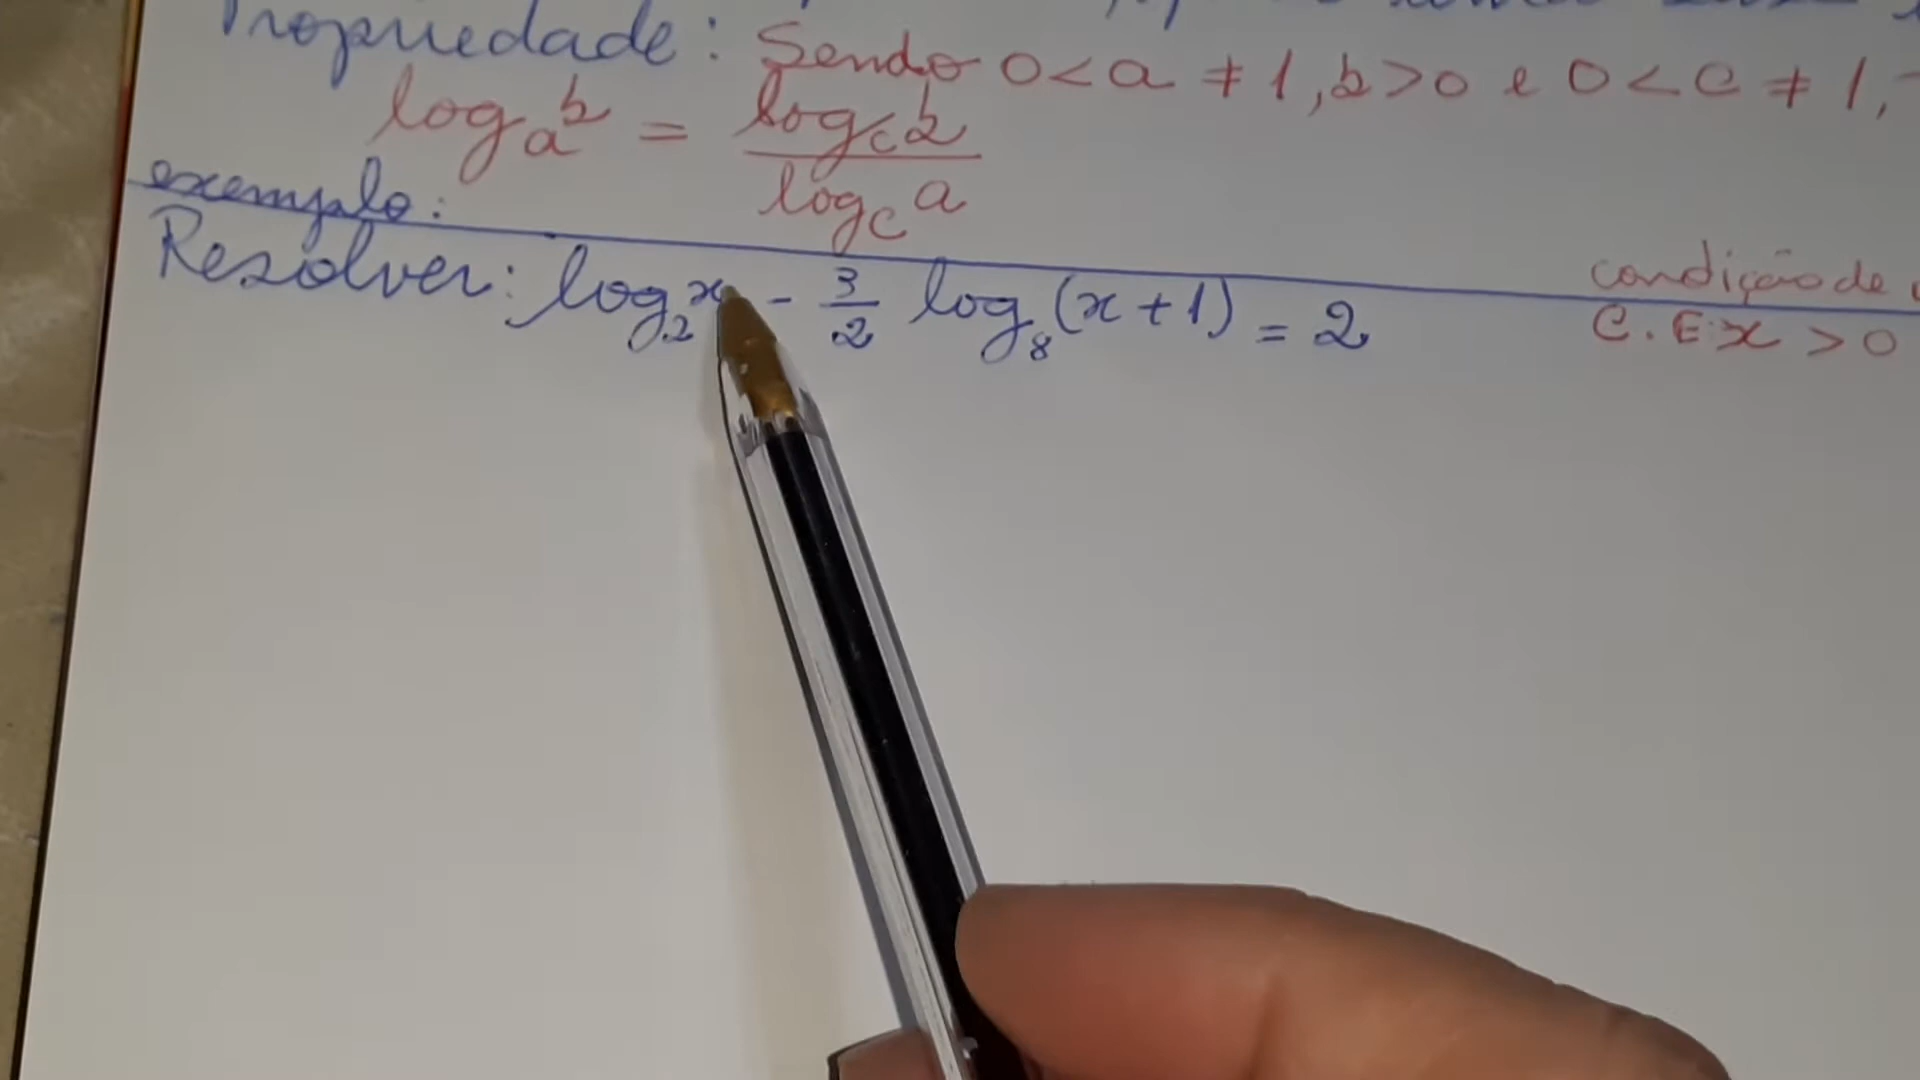 Propriedade: Sendo 0 < a ≠ 1, b > 0 e 0 < c ≠ 1,
log_a b = log_c b / log_c a
exemplo:
Resolver: log_2 x - 3/2 log_8 (x + 1) = 2
condição de
C.E: x > 0